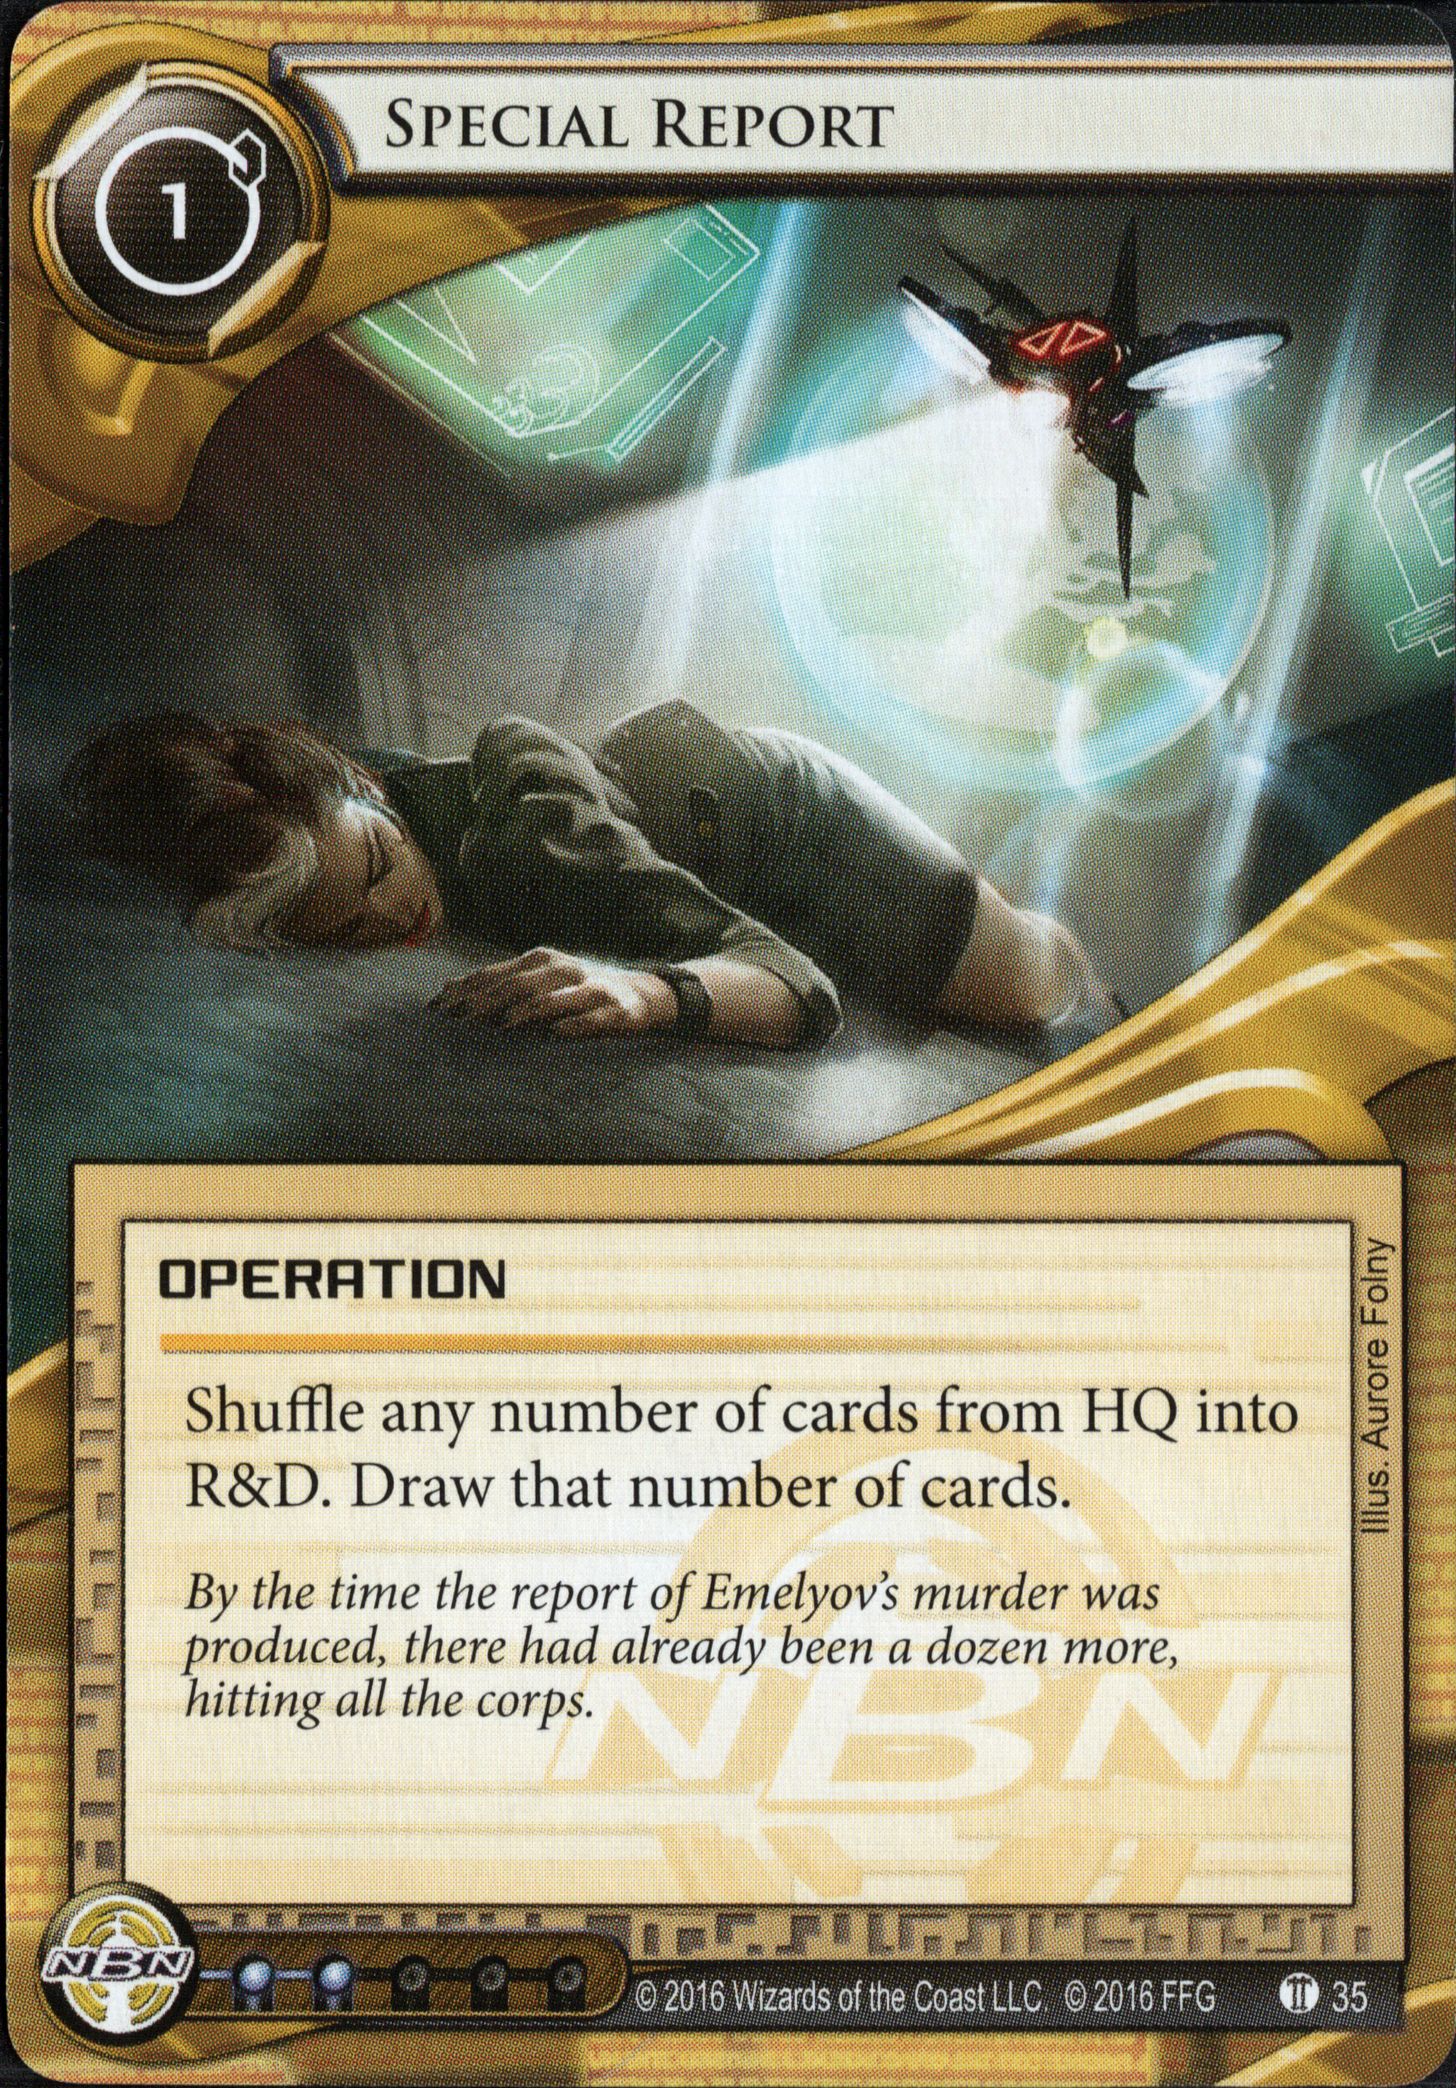 1
Special Report
OPERATION
Shuffle any number of cards from HQ into
R&D. Draw that number of cards.
By the time the report of Emelyov's murder was
produced, there had already been a dozen more,
hitting all the corps.
NBN
Illus. Aurore Folny
NBN
© 2016 Wizards of the Coast LLC © 2016 FFG 35